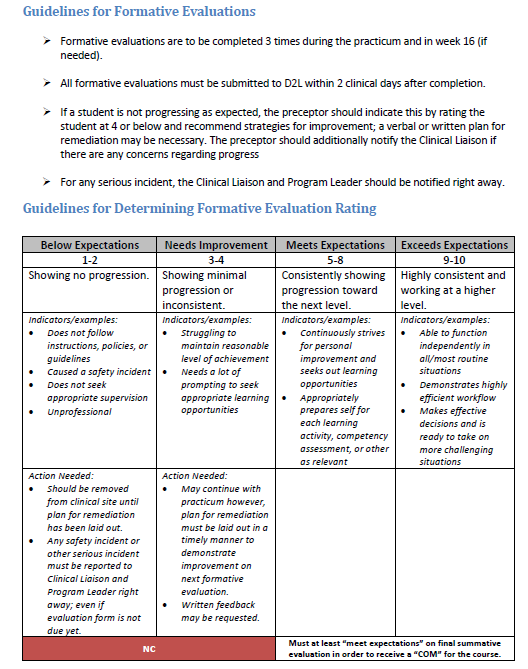 Guidelines for Formative Evaluations
➢ Formative evaluations are to be completed 3 times during the practicum and in week 16 (if
needed).
➢ All formative evaluations must be submitted to D2L within 2 clinical days after completion.
➢ If a student is not progressing as expected, the preceptor should indicate this by rating the
student at 4 or below and recommend strategies for improvement; a verbal or written plan for
remediation may be necessary. The preceptor should additionally notify the Clinical Liaison if
there are any concerns regarding progress
➢ For any serious incident, the Clinical Liaison and Program Leader should be notified right away.
Guidelines for Determining Formative Evaluation Rating
Below Expectations
1-2
Showing no progression.
Indicators/examples:
• Does not follow
instructions, policies, or
guidelines
• Caused a safety incident
• Does not seek
appropriate supervision
• Unprofessional
Action Needed:
• Should be removed
from clinical site until
plan for remediation
has been laid out.
• Any safety incident or
other serious incident
must be reported to
Clinical Liaison and
Program Leader right
away; even if
evaluation form is not
due yet.
Needs Improvement
3-4
Showing minimal
progression or
inconsistent.
Indicators/examples:
• Struggling to
maintain reasonable
level of achievement
• Needs a lot of
prompting to seek
appropriate learning
opportunities
Action Needed:
• May continue with
practicum however,
plan for remediation
must be laid out in a
timely manner to
demonstrate
improvement on
next formative
evaluation.
• Written feedback
may be requested.
Meets Expectations
5-8
Consistently showing
progression toward
the next level.
Indicators/examples:
• Continuously strives
for personal
improvement and
seeks out learning
opportunities
• Appropriately
prepares self for
each learning
activity, competency
assessment, or other
as relevant
Exceeds Expectations
9-10
Highly consistent and
working at a higher
level.
Indicators/examples:
• Able to function
independently in
all/most routine
situations
• Demonstrates highly
efficient workflow
• Makes effective
decisions and is
ready to take on
more challenging
situations
NC
Must at least “meet expectations” on final summative
evaluation in order to receive a “COM” for the course.